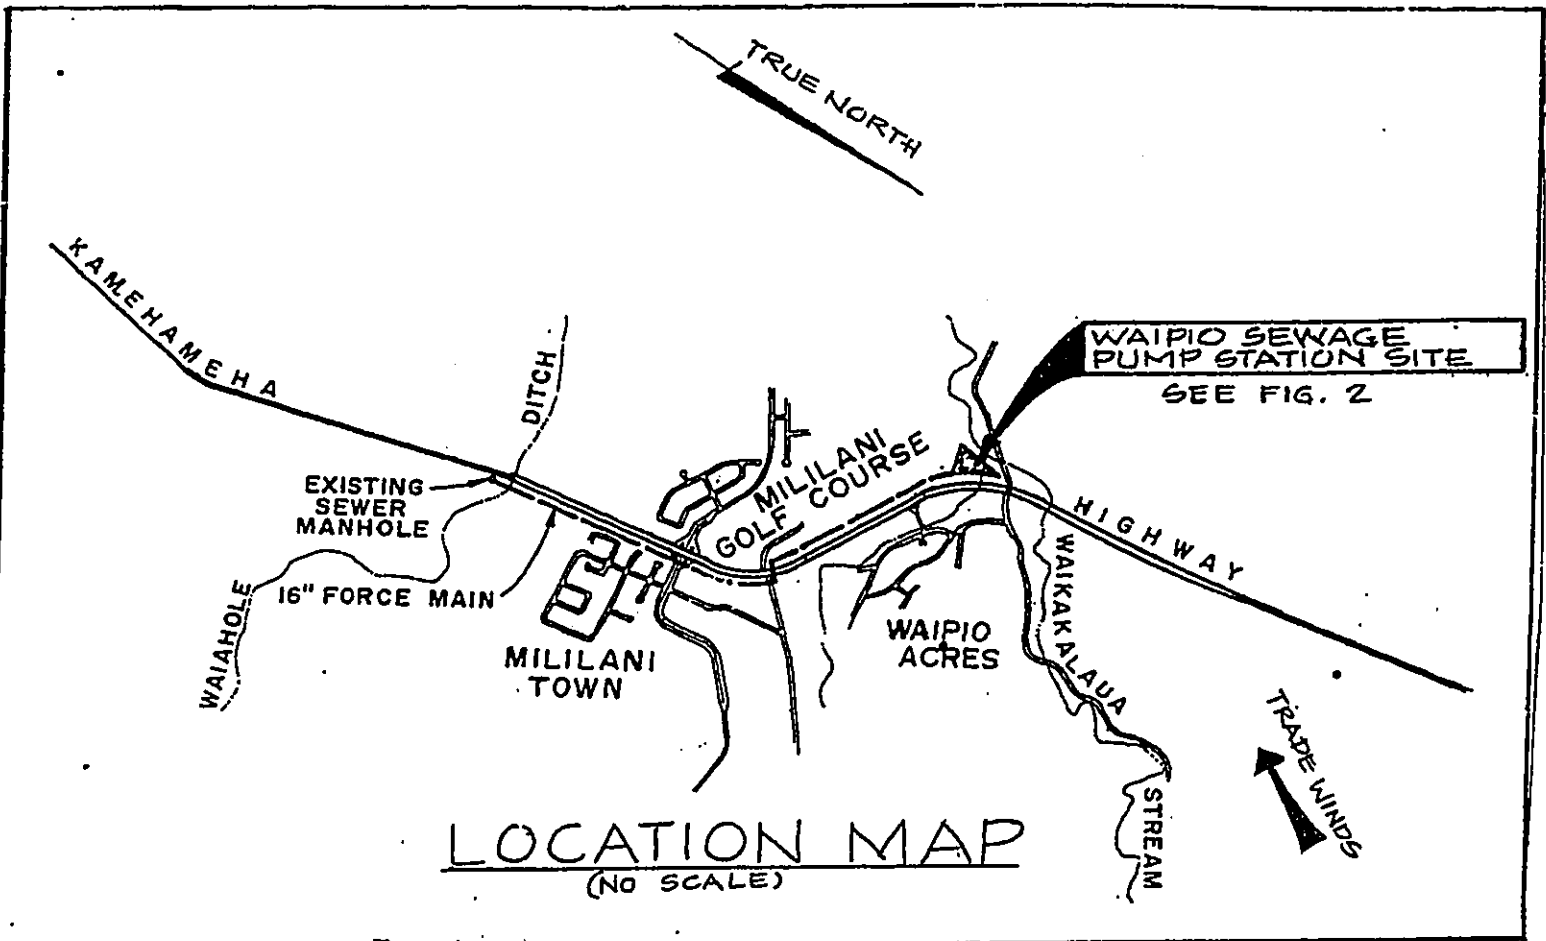 TRUE NORTH
KAMEHAMEHA
HIGHWAY
WAIPIO SEWAGE
PUMP STATION SITE
SEE FIG. 2
DITCH
MILILANI
GOLF COURSE
EXISTING
SEWER
MANHOLE
16" FORCE MAIN
WAIAHOLE
MILILANI
TOWN
WAIPIO
ACRES
WAIKAKALAUA
STREAM
TRADE WINDS
LOCATION MAP
(NO SCALE)